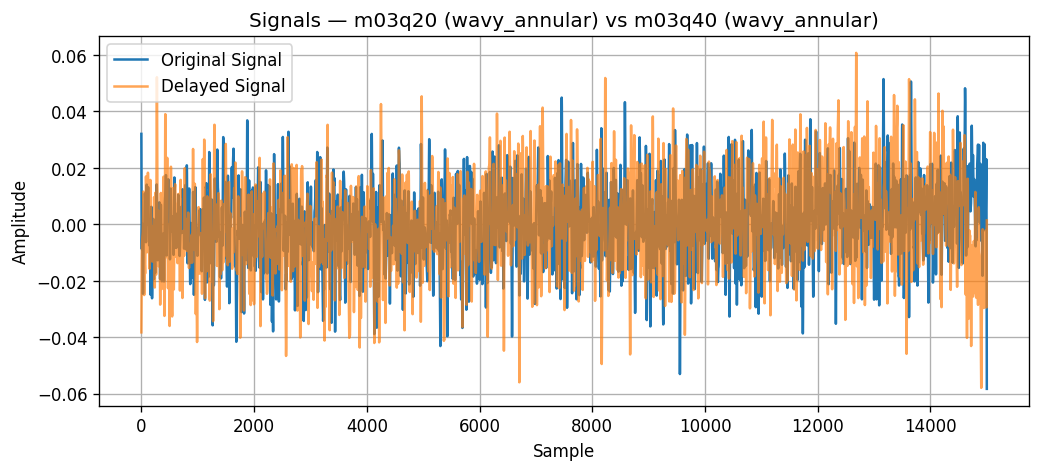 Signals — m03q20 (wavy_annular) vs m03q40 (wavy_annular)
Original Signal
Delayed Signal
0.06
0.04
0.02
0.00
−0.02
−0.04
−0.06
Amplitude
0 2000 4000 6000 8000 10000 12000 14000
Sample